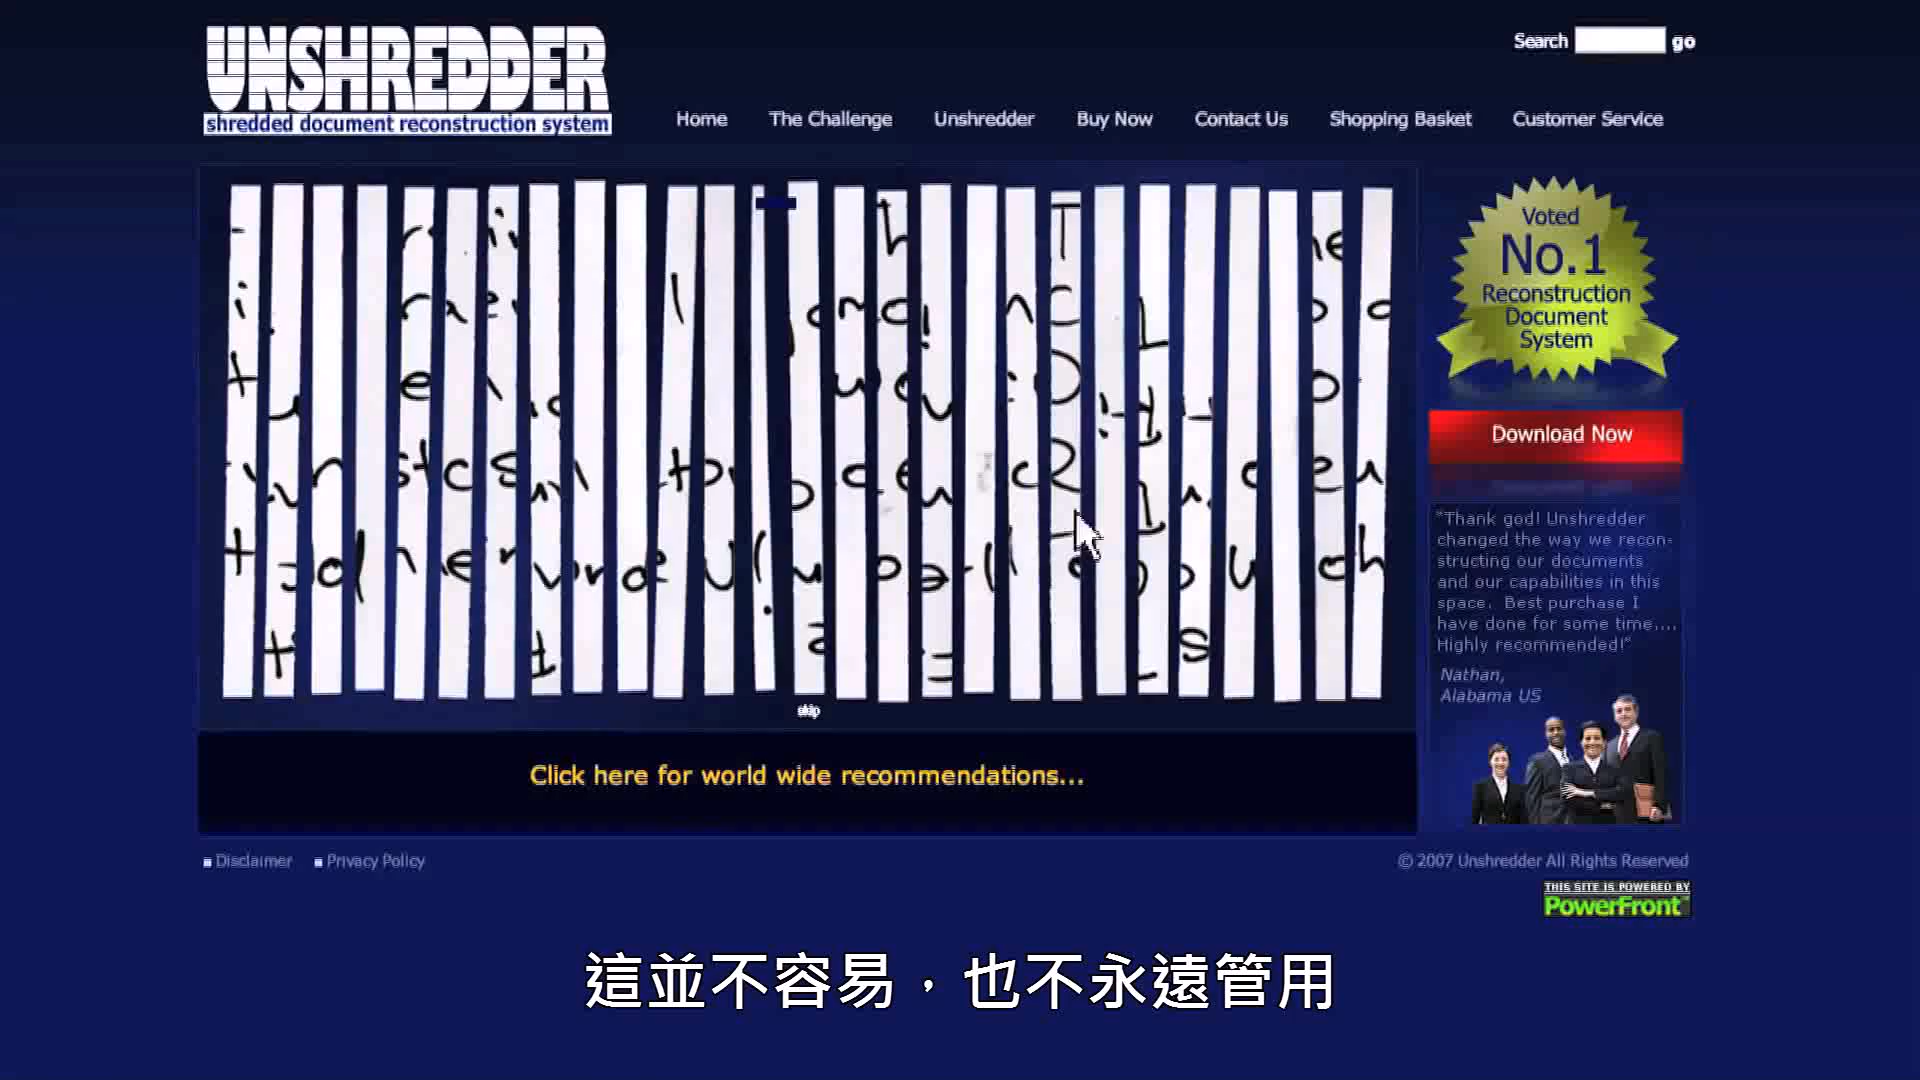 UNSHREDDER
shredded document reconstruction system
Search go
Home The Challenge Unshredder Buy Now Contact Us Shopping Basket Customer Service
Voted
No.1
Reconstruction
Document
System
Download Now
"Thank god! Unshredder
changed the way we recon-
structing our documents
and our capabilities in this
space. Best purchase I
have done for some time....
Highly recommended!"
Nathan,
Alabama US
skip
Click here for world wide recommendations...
Disclaimer Privacy Policy
© 2007 Unshredder All Rights Reserved
THIS SITE IS POWERED BY
PowerFront™
這並不容易，也不永遠管用